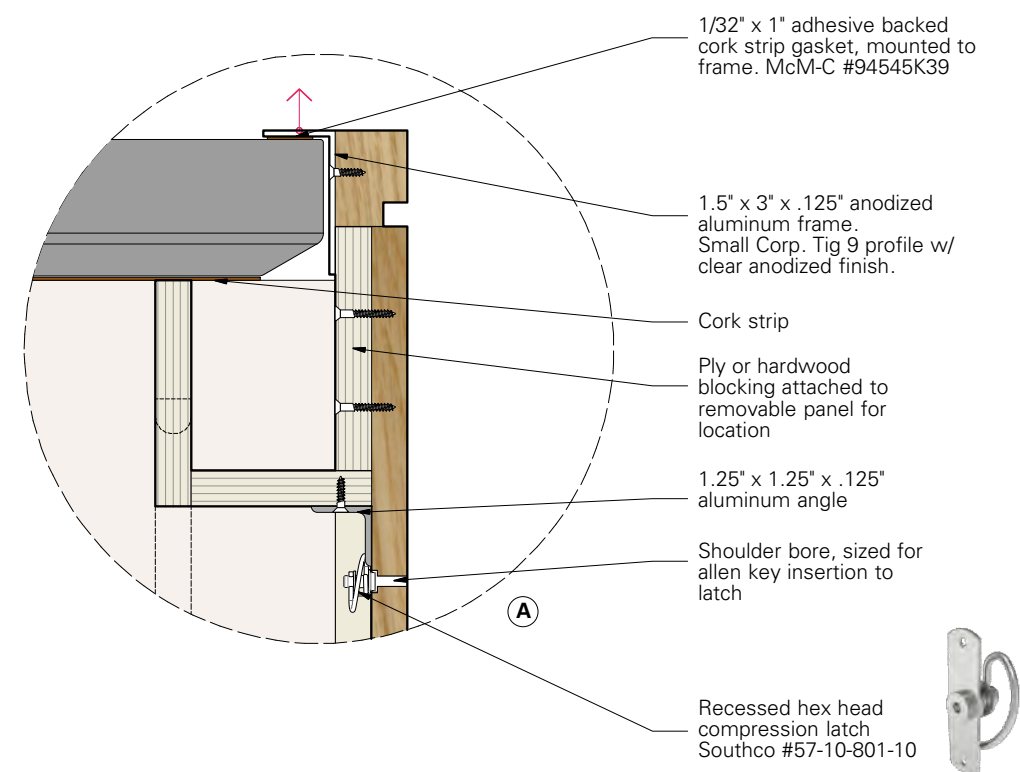 1/32" x 1" adhesive backed
cork strip gasket, mounted to
frame. McM-C #94545K39
1.5" x 3" x .125" anodized
aluminum frame.
Small Corp. Tig 9 profile w/
clear anodized finish.
Cork strip
Ply or hardwood
blocking attached to
removable panel for
location
1.25" x 1.25" x .125"
aluminum angle
Shoulder bore, sized for
allen key insertion to
latch
A
Recessed hex head
compression latch
Southco #57-10-801-10